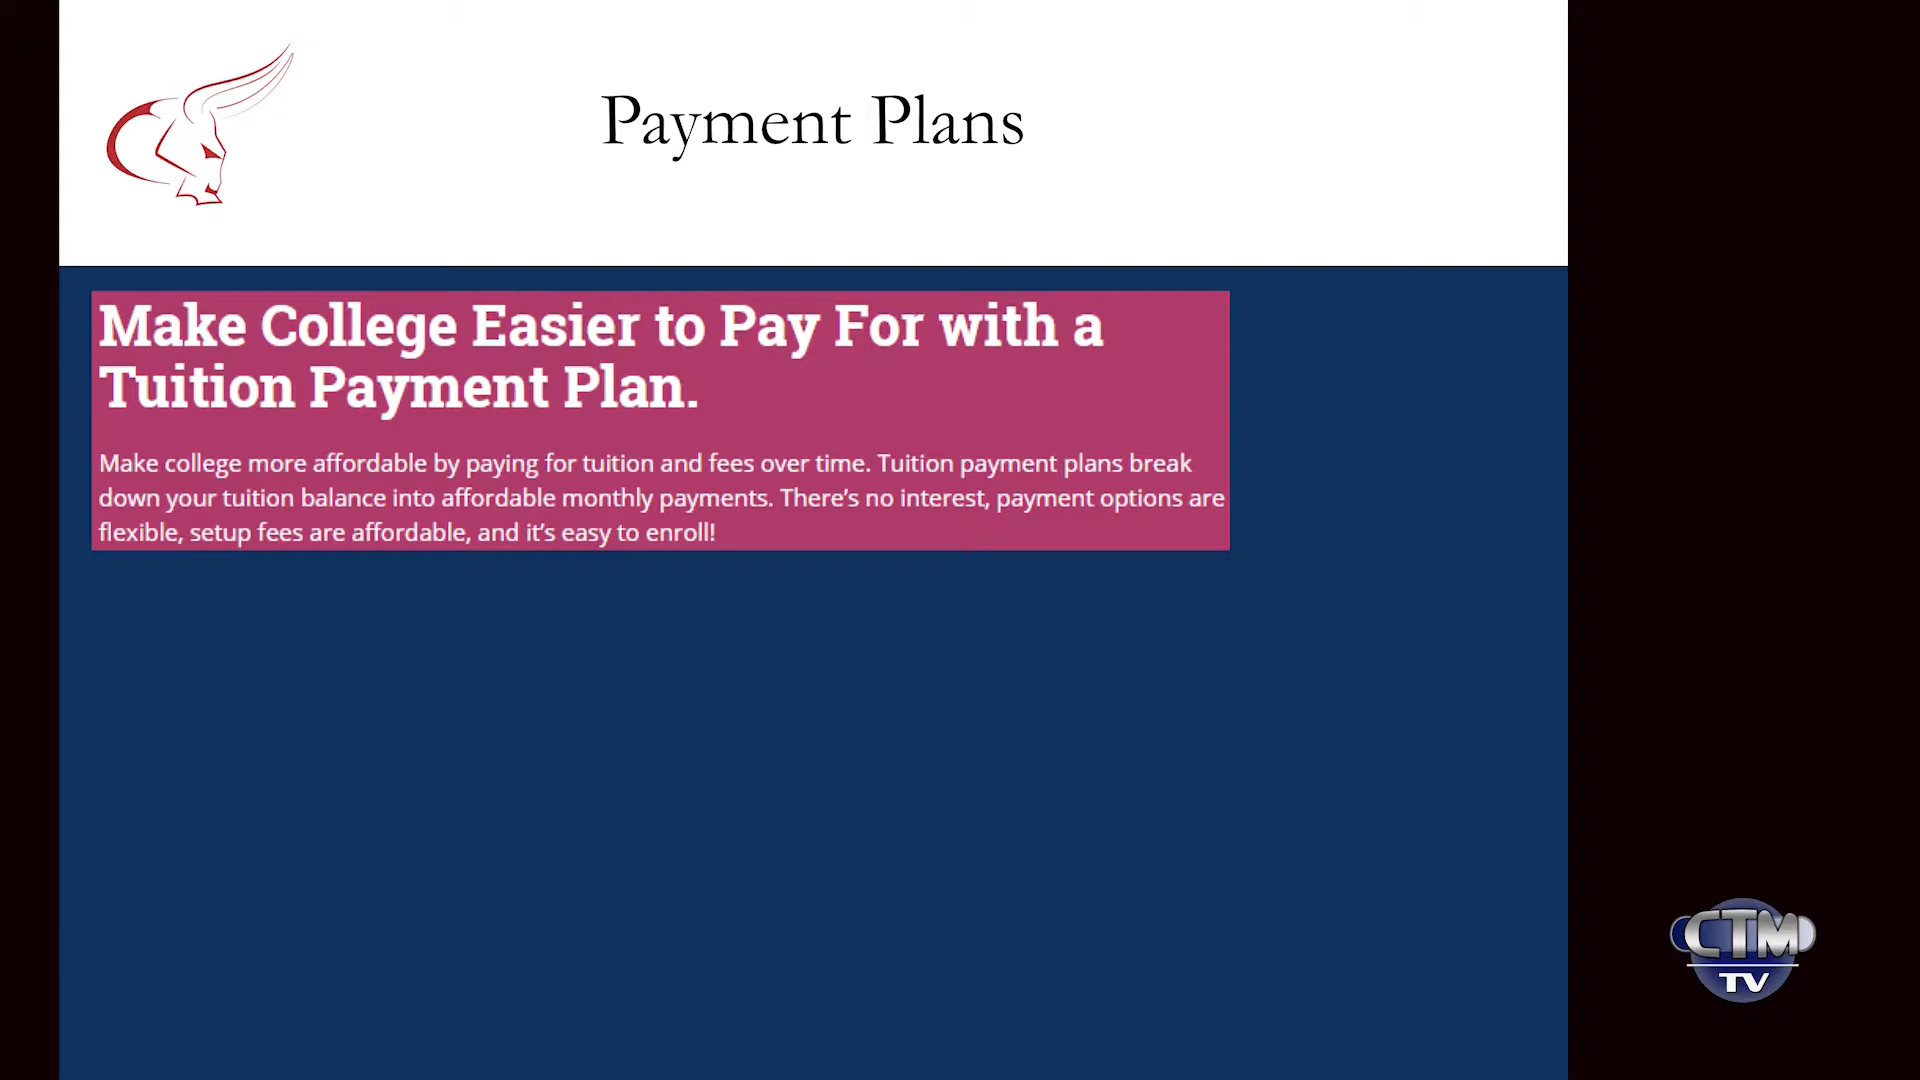 Payment Plans
Make College Easier to Pay For with a
Tuition Payment Plan.
Make college more affordable by paying for tuition and fees over time. Tuition payment plans break
down your tuition balance into affordable monthly payments. There’s no interest, payment options are
flexible, setup fees are affordable, and it’s easy to enroll!
CTM
TV